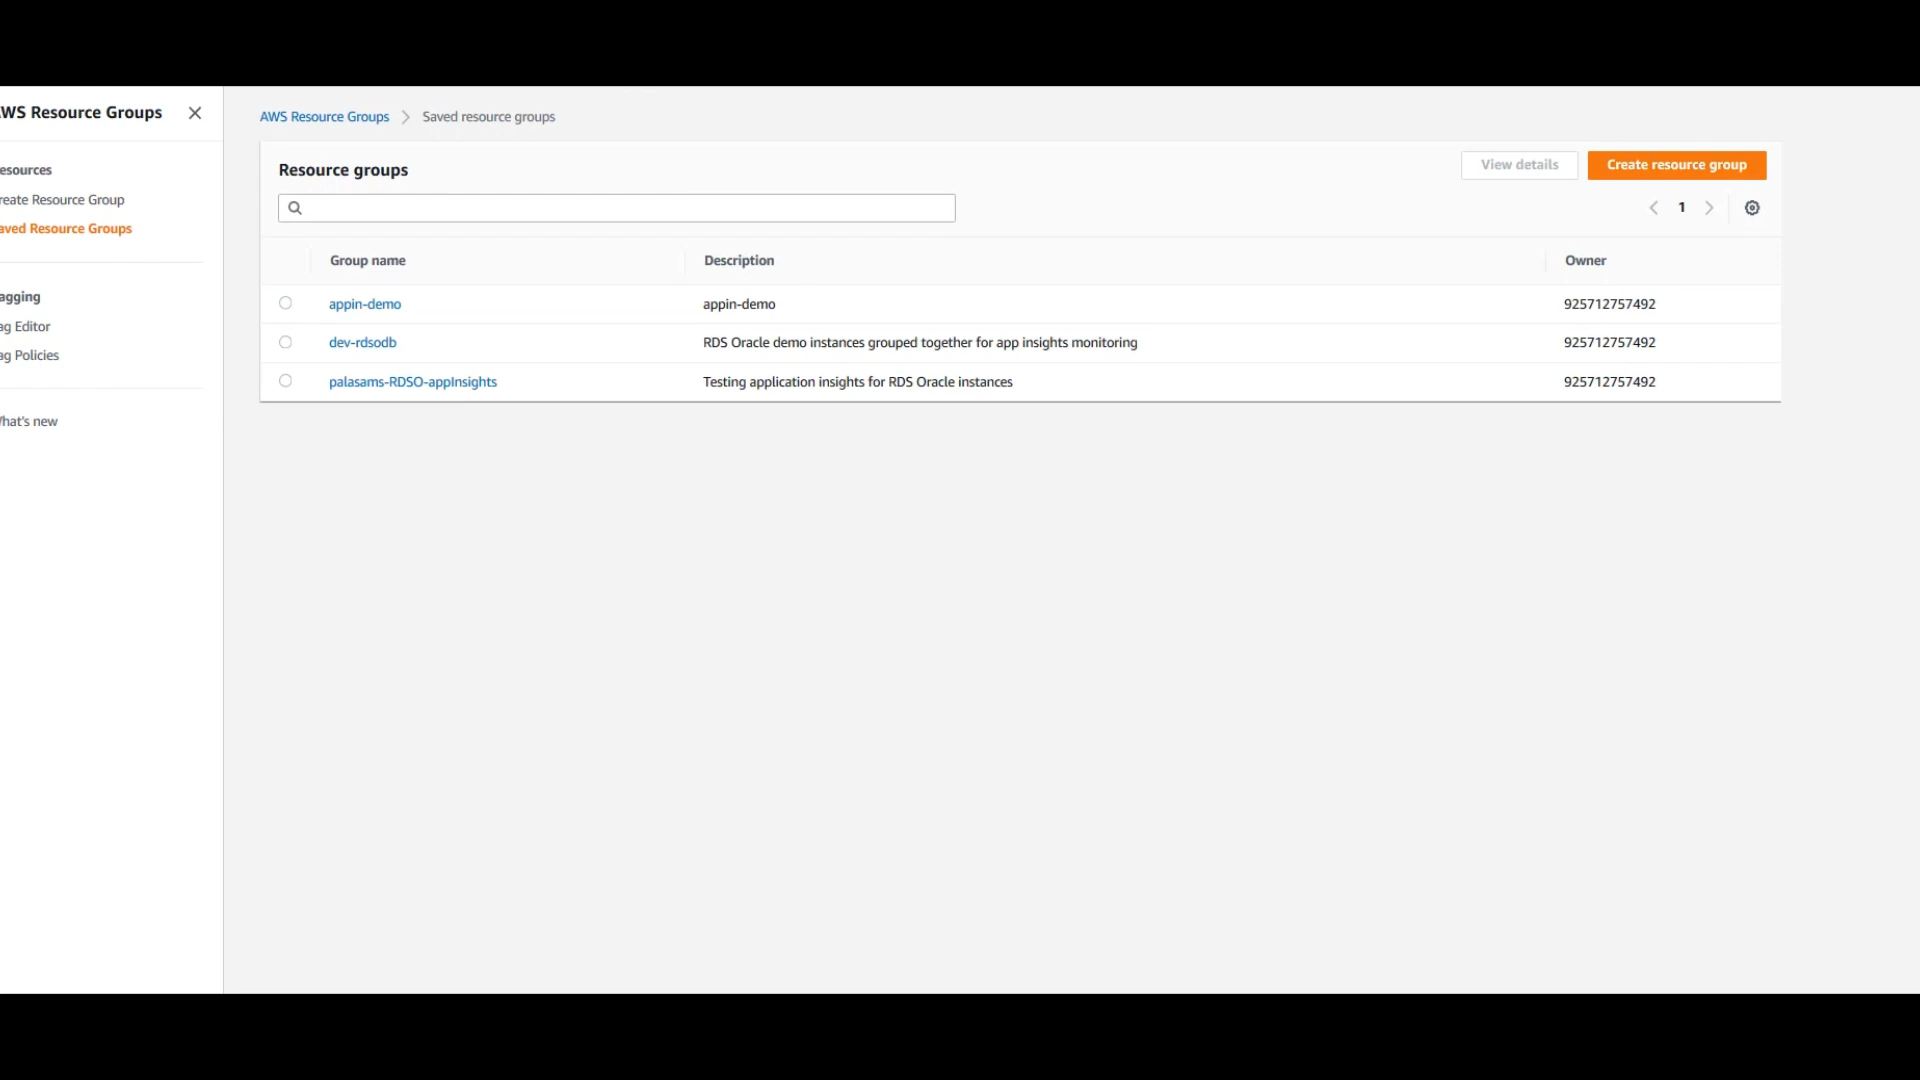 WS Resource Groups
esources
reate Resource Group
aved Resource Groups
agging
ag Editor
ag Policies
hat's new
AWS Resource Groups > Saved resource groups
Resource groups
View details
Create resource group
1
Group name Description Owner
appin-demo appin-demo 925712757492
dev-rdsodb RDS Oracle demo instances grouped together for app insights monitoring 925712757492
palasams-RDSO-appInsights Testing application insights for RDS Oracle instances 925712757492